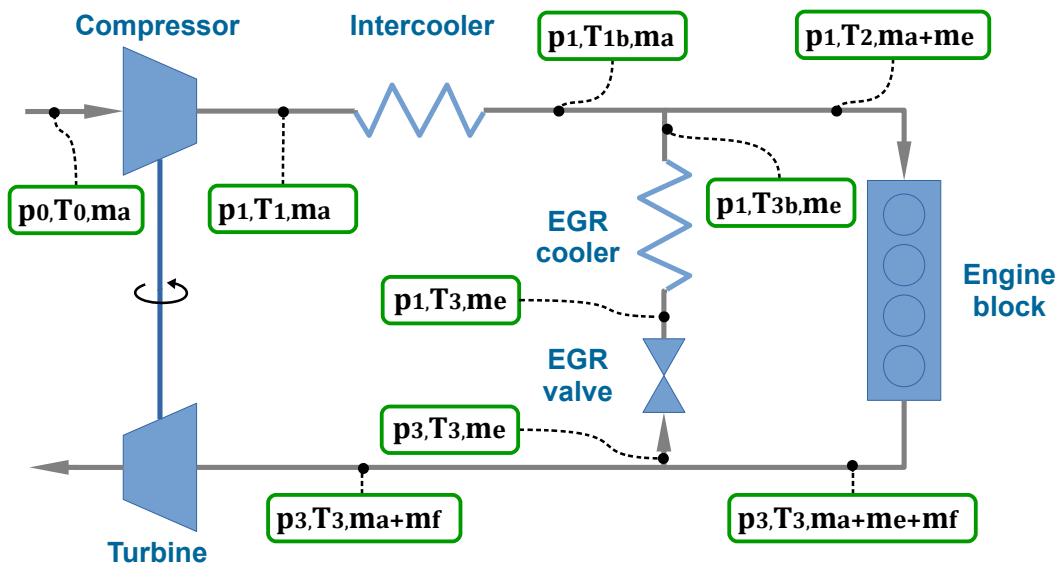 Compressor
Intercooler
p1,T1b,ma
p1,T2,ma+me
p0,T0,ma
p1,T1,ma
p1,T3b,me
EGR
cooler
Engine
block
p1,T3,me
EGR
valve
p3,T3,me
p3,T3,ma+mf
p3,T3,ma+me+mf
Turbine